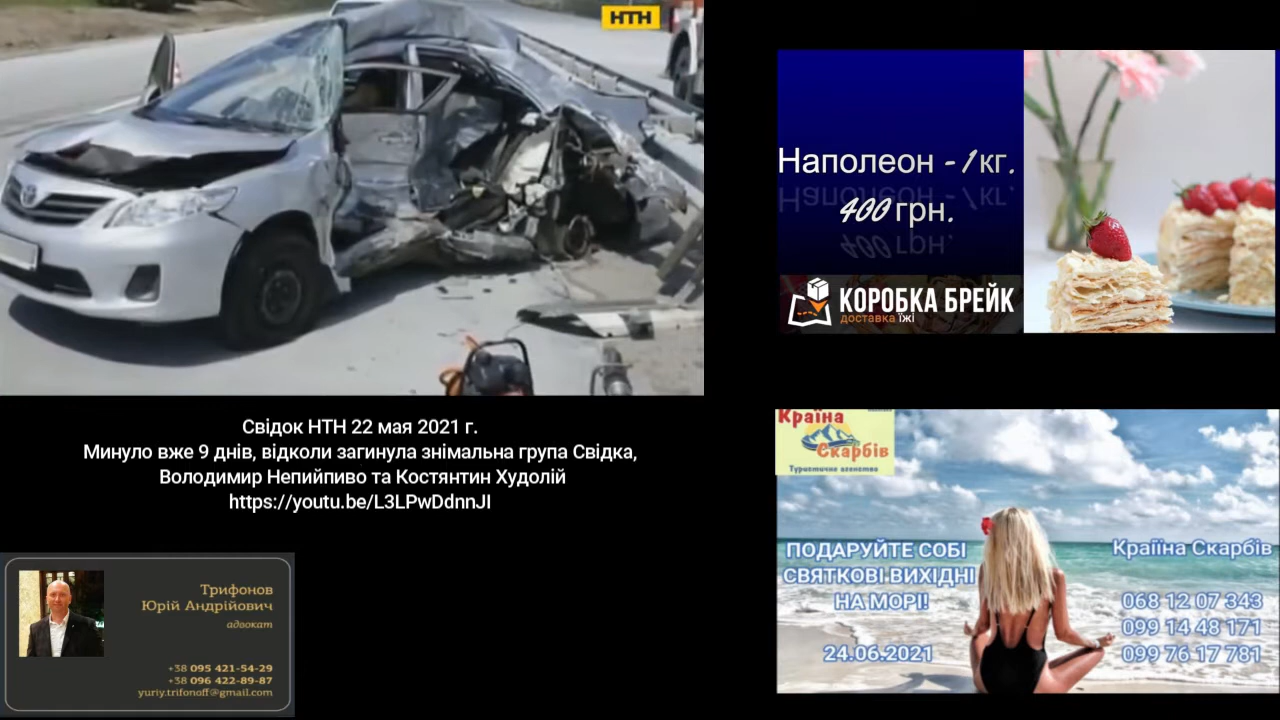 НТН
Свідок НТН 22 мая 2021 г.
Минуло вже 9 днів, відколи загинула знімальна група Свідка,
Володимир Непийпиво та Костянтин Худолій
https://youtu.be/L3LPwDdnnJI
Трифонов
Юрій Андрійович
адвокат
+38 095 421-54-29
+38 096 422-89-87
yuriy.trifonoff@gmail.com
Наполеон - 1 кг.
400 грн.
КОРОБКА БРЕЙК
доставка їжі
Країна
Скарбів
Туристичне агентство
ПОДАРУЙТЕ СОБІ
СВЯТКОВІ ВИХІДНІ
НА МОРІ!
24.06.2021
Краіїна Скарбів
068 12 07 343
099 14 48 171
099 76 17 781